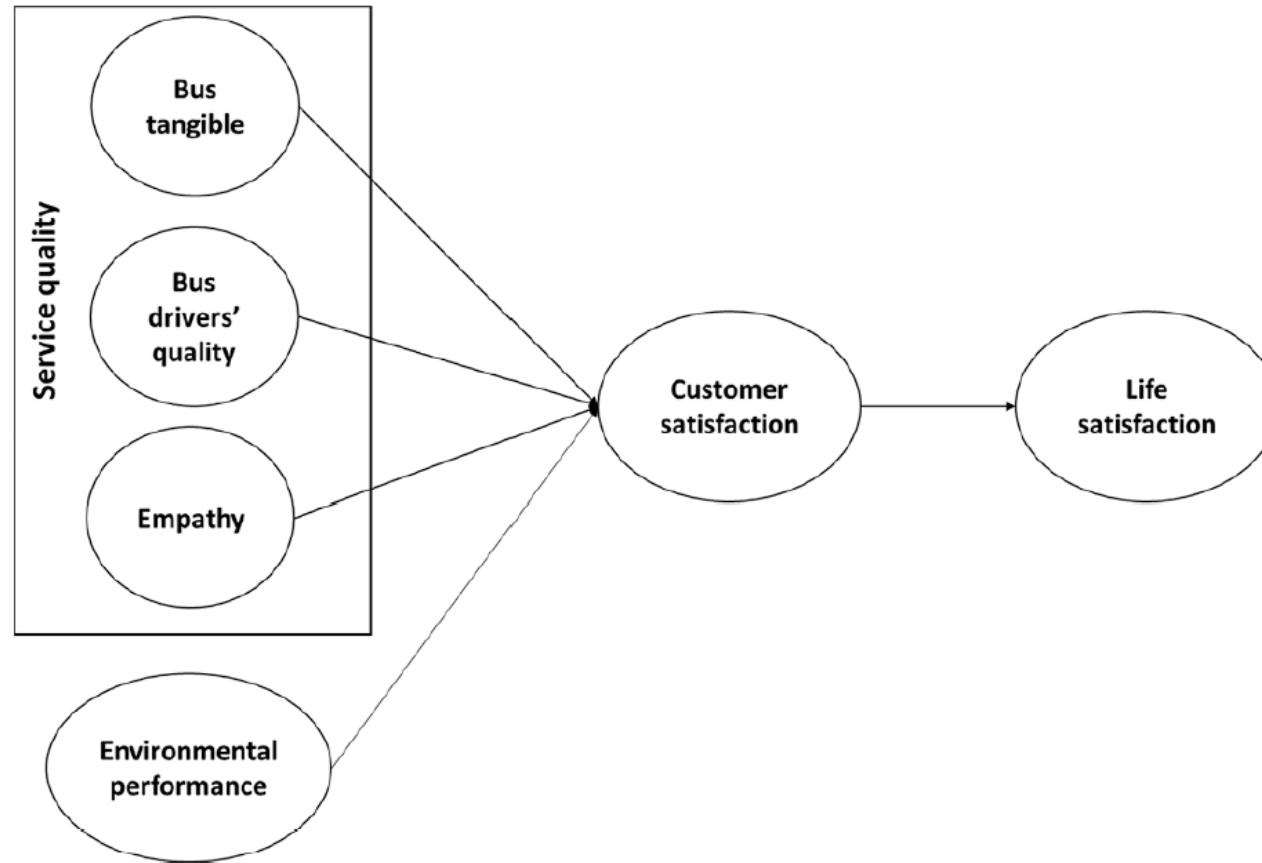 Service quality
Bus
tangible
Bus
drivers’
quality
Empathy
Environmental
performance
Customer
satisfaction
Life
satisfaction